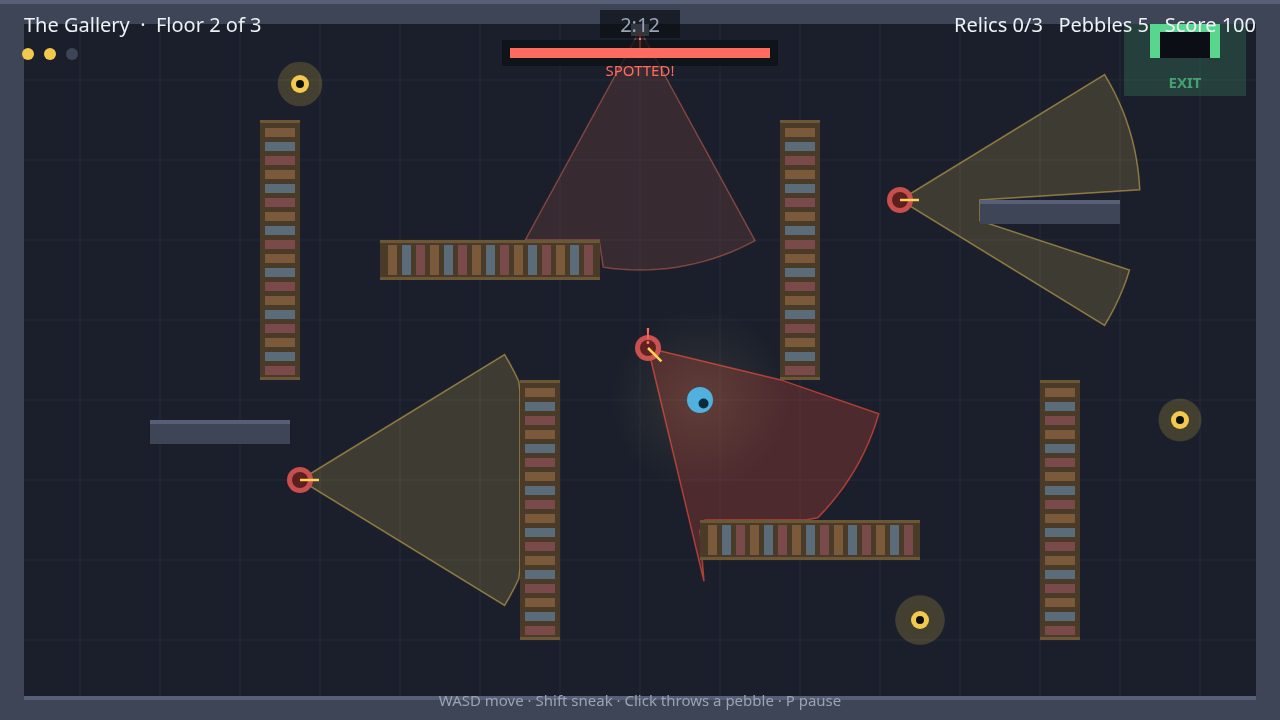 The Gallery · Floor 2 of 3
2:12
Relics 0/3 Pebbles 5 Score 100
SPOTTED!
EXIT
WASD move · Shift sneak · Click throws a pebble · P pause